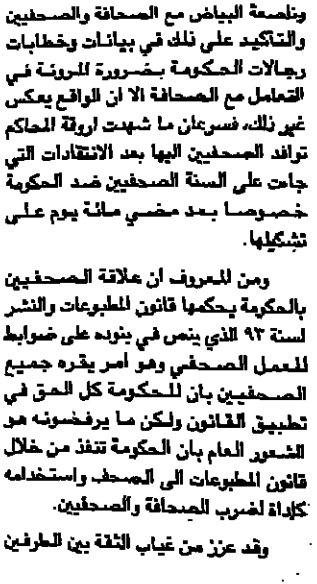 وناصعة البياض مع الصحافة والصحفيين
والتأكيد على ذلك في بيانات وخطابات
رجالات الحكومة بضرورة المرونة في
التعامل مع الصحافة الا ان الواقع يعكس
غير ذلك، فسرعان ما شهدت اروقة المحاكم
توافد الصحفيين اليها بعد الانتقادات التي
جاءت على السنة الصحفيين ضد الحكومة
خصوصا بعد مضي مائة يوم على
تشكيلها.
ومن المعروف ان علاقة الصحفيين
بالحكومة يحكمها قانون المطبوعات والنشر
لسنة ٩٣ الذي ينص في بنوده على ضوابط
للعمل الصحفي وهو امر يقره جميع
الصحفيين بان للحكومة كل الحق في
تطبيق القانون ولكن ما يرفضونه هو
الشعور العام بان الحكومة تنفذ من خلال
قانون المطبوعات الى الصحف واستخدامه
كاداة لضرب الصحافة والصحفيين.
وقد عزز من غياب الثقة بين الطرفين